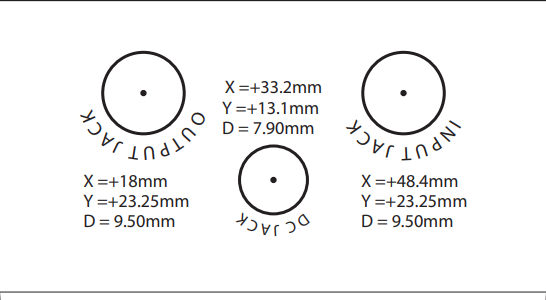 OUTPUT JACK
X =+18mm
Y =+23.25mm
D = 9.50mm
X =+33.2mm
Y =+13.1mm
D = 7.90mm
DC JACK
INPUT JACK
X =+48.4mm
Y =+23.25mm
D = 9.50mm